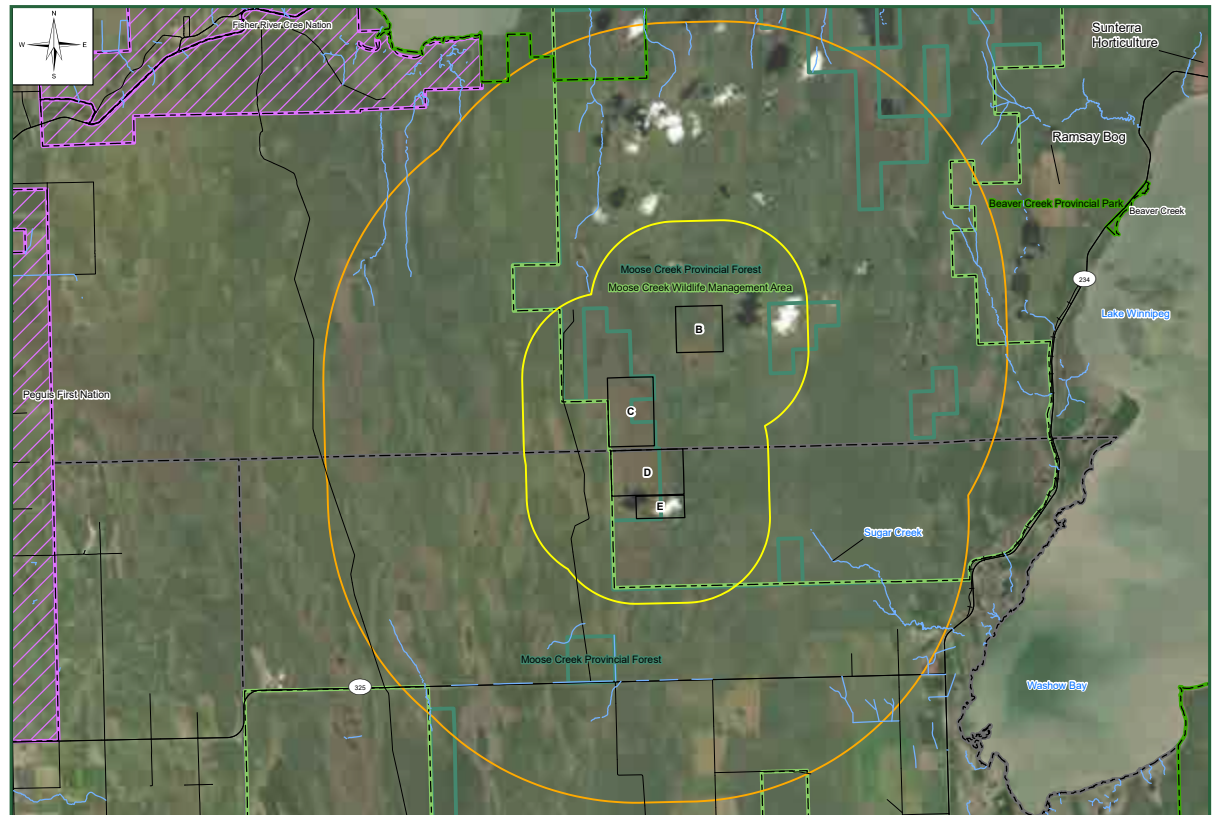 N
W E
S
Fisher River Cree Nation
Sunterra
Horticulture
Ramsay Bog
Beaver Creek Provincial Park
Beaver Creek
234
Moose Creek Provincial Forest
Moose Creek Wildlife Management Area
Lake Winnipeg
B
Peguis First Nation
C
D
E
Sugar Creek
Moose Creek Provincial Forest
325
Washow Bay